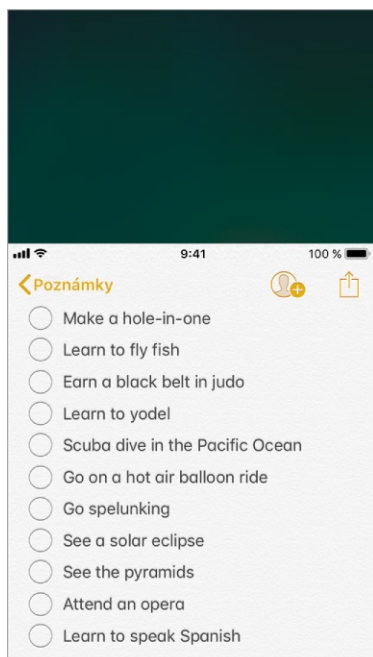 9:41
100 %
Poznámky
Make a hole-in-one
Learn to fly fish
Earn a black belt in judo
Learn to yodel
Scuba dive in the Pacific Ocean
Go on a hot air balloon ride
Go spelunking
See a solar eclipse
See the pyramids
Attend an opera
Learn to speak Spanish